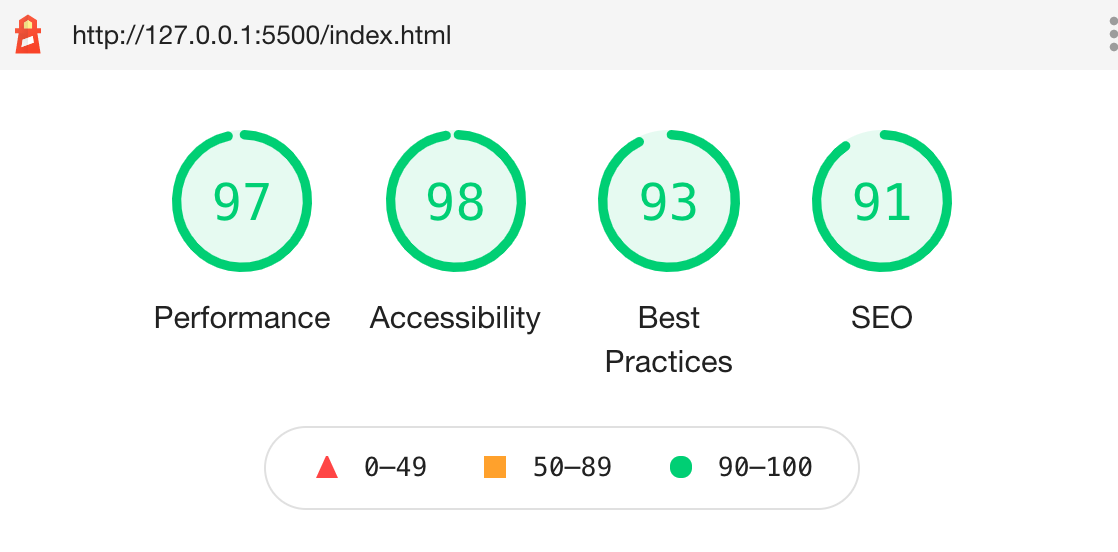 http://127.0.0.1:5500/index.html
97 98 93 91
Performance Accessibility Best SEO
Practices
0–49 50–89 90–100